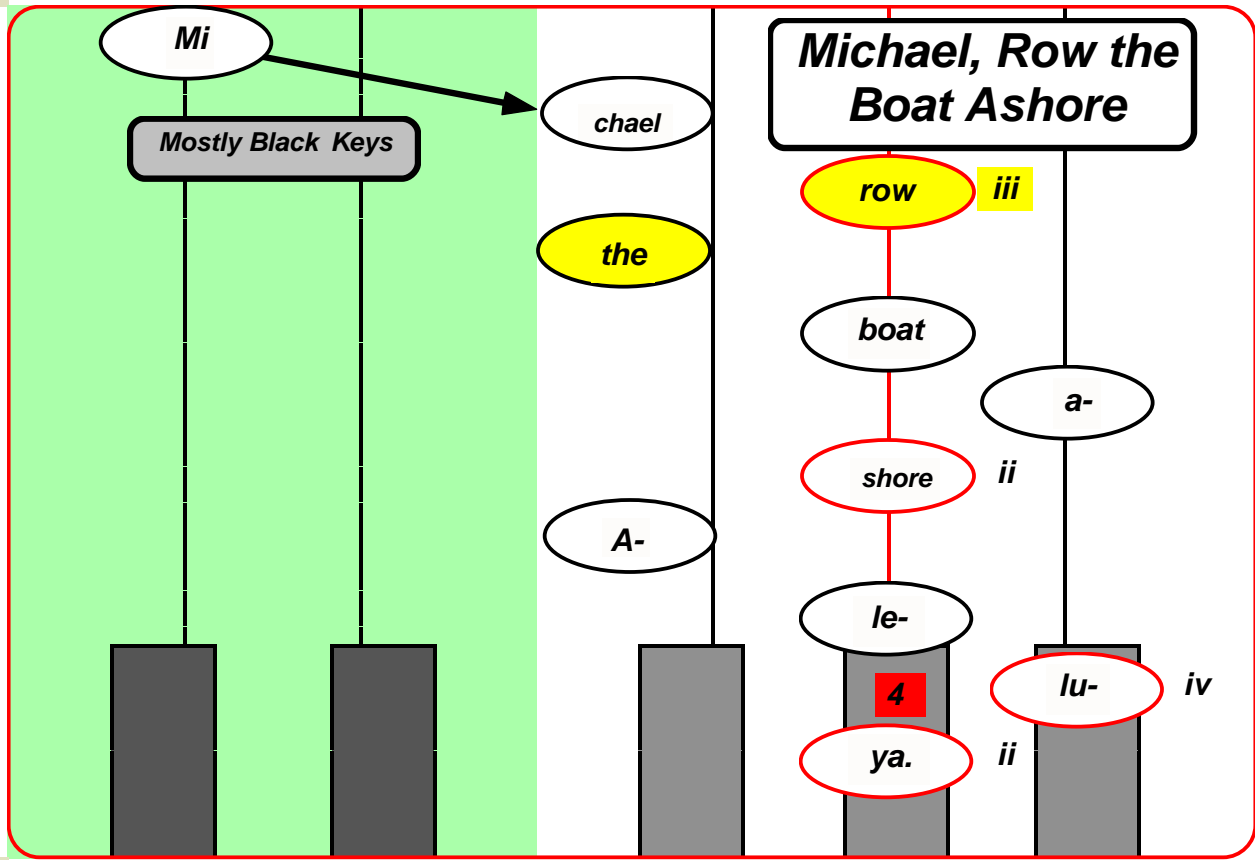 Mi
Michael, Row the
Boat Ashore
chael
Mostly Black Keys
row iii
the
boat
a-
shore ii
A-
le-
4
lu- iv
ya. ii